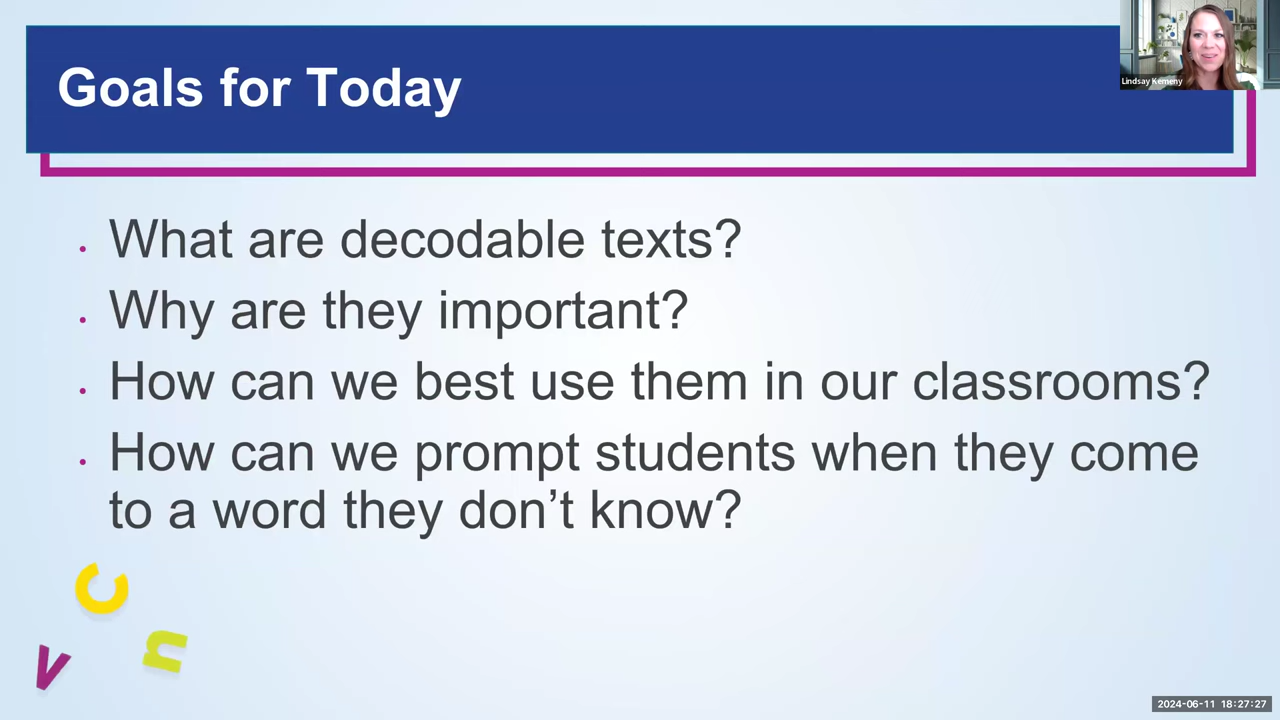 Goals for Today
Lindsay Kemeny
• What are decodable texts?
• Why are they important?
• How can we best use them in our classrooms?
• How can we prompt students when they come
to a word they don’t know?
C
n
v
2024-06-11 18:27:27